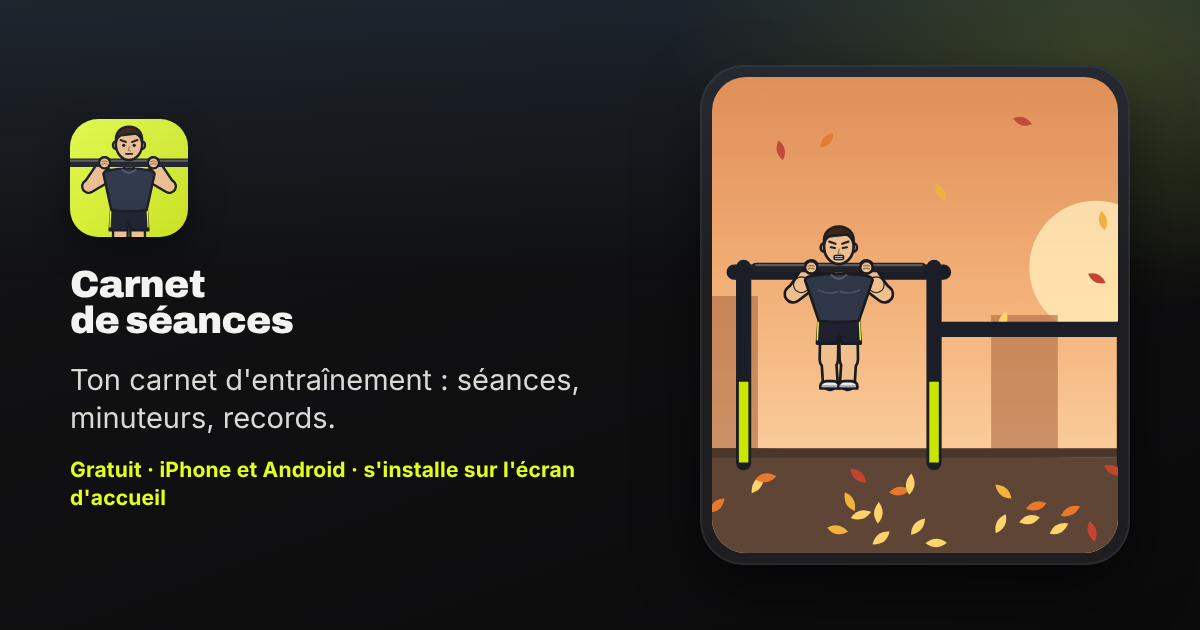 Carnet
de séances
Ton carnet d'entraînement : séances,
minuteurs, records.
Gratuit · iPhone et Android · s'installe sur l'écran
d'accueil